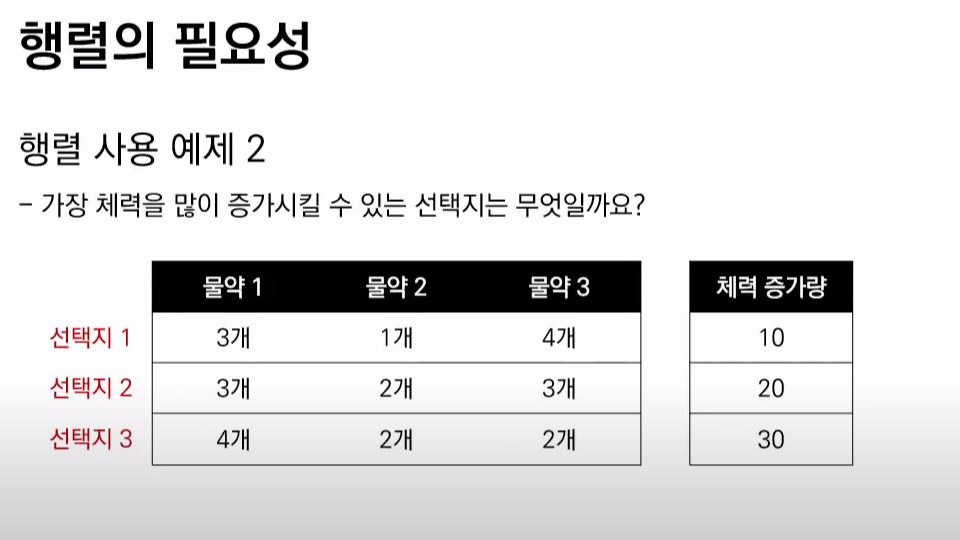 행렬의 필요성
행렬 사용 예제 2
– 가장 체력을 많이 증가시킬 수 있는 선택지는 무엇일까요?
물약 1 물약 2 물약 3 체력 증가량
선택지 1 3개 1개 4개 10
선택지 2 3개 2개 3개 20
선택지 3 4개 2개 2개 30